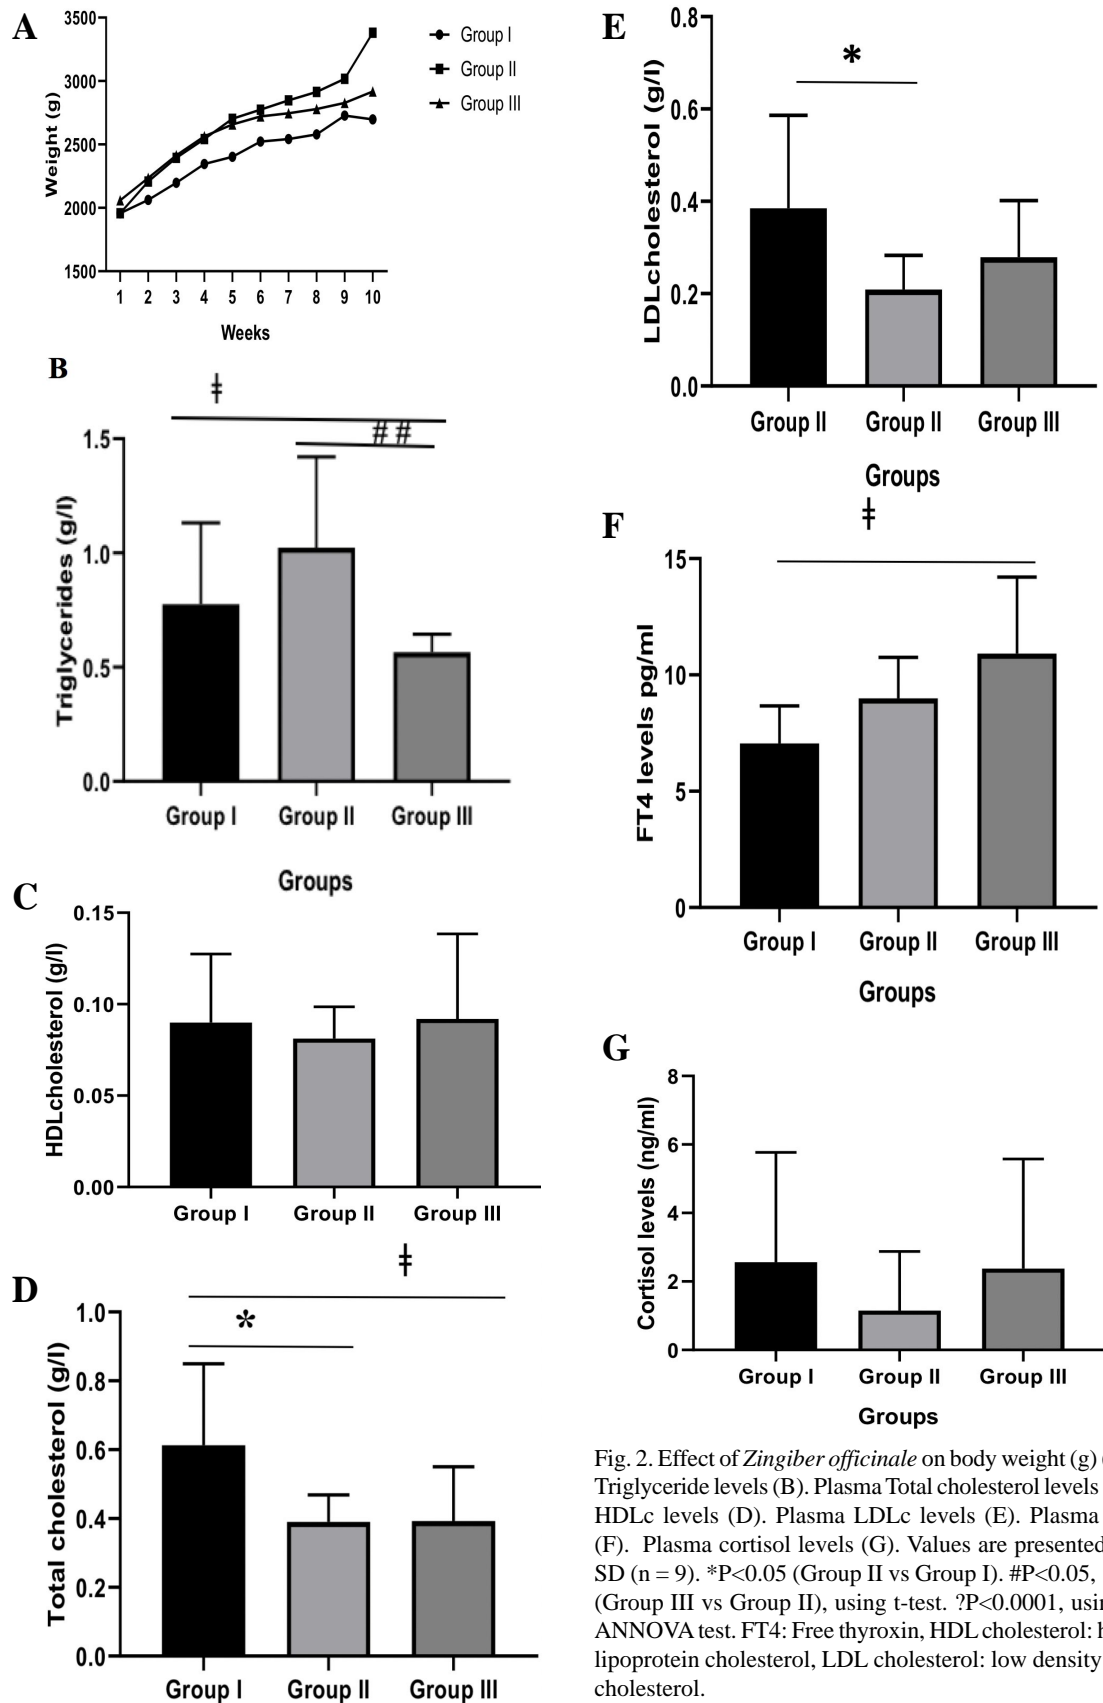 A
3500
3000
2500
2000
1500
Weight (g)
1 2 3 4 5 6 7 8 9 10
Weeks
Group I
Group II
Group III
B
‡
##
1.5
1.0
0.5
0.0
Triglycerides (g/l)
Group I Group II Group III
Groups
C
0.15
0.10
0.05
0.00
HDLcholesterol (g/l)
Group I Group II Group III
D
‡
*
1.0
0.8
0.6
0.4
0.2
0.0
Total cholesterol (g/l)
Group I Group II Group III
E
*
0.8
0.6
0.4
0.2
0.0
LDLcholesterol (g/l)
Group II Group II Group III
Groups
F
‡
15
10
5
0
FT4 levels pg/ml
Group I Group II Group III
Groups
G
8
6
4
2
0
Cortisol levels (ng/ml)
Group I Group II Group III
Groups
Fig. 2. Effect of Zingiber officinale on body weight (g)
Triglyceride levels (B). Plasma Total cholesterol levels
HDLc levels (D). Plasma LDLc levels (E). Plasma
(F). Plasma cortisol levels (G). Values are presented
SD (n = 9). *P<0.05 (Group II vs Group I). #P<0.05,
(Group III vs Group II), using t-test. ?P<0.0001,
ANNOVA test. FT4: Free thyroxin, HDL cholesterol:
lipoprotein cholesterol, LDL cholesterol: low density
cholesterol.